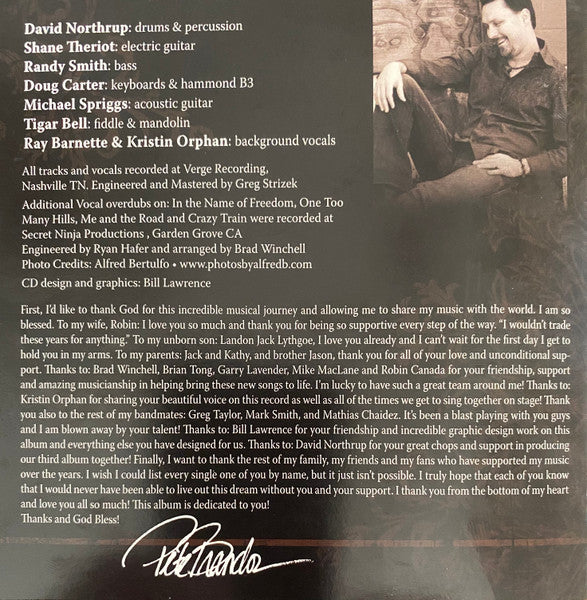 David Northrup: drums & percussion
Shane Theriot: electric guitar
Randy Smith: bass
Doug Carter: keyboards & hammond B3
Michael Spriggs: acoustic guitar
Tigar Bell: fiddle & mandolin
Ray Barnette & Kristin Orphan: background vocals
All tracks and vocals recorded at Verge Recording,
Nashville TN. Engineered and Mastered by Greg Strizek
Additional Vocal overdubs on: In the Name of Freedom, One Too
Many Hills, Me and the Road and Crazy Train were recorded at
Secret Ninja Productions , Garden Grove CA
Engineered by Ryan Hafer and arranged by Brad Winchell
Photo Credits: Alfred Bertulfo • www.photosbyalfredb.com
CD design and graphics: Bill Lawrence
First, I'd like to thank God for this incredible musical journey and allowing me to share my music with the world. I am so
blessed. To my wife, Robin: I love you so much and thank you for being so supportive every step of the way. "I wouldn't trade
these years for anything." To my unborn son: Landon Jack Lythgoe, I love you already and I can't wait for the first day I get to
hold you in my arms. To my parents: Jack and Kathy, and brother Jason, thank you for all of your love and unconditional sup-
port. Thanks to: Brad Winchell, Brian Tong, Garry Lavender, Mike MacLane and Robin Canada for your friendship, support
and amazing musicianship in helping bring these new songs to life. I'm lucky to have such a great team around me! Thanks to:
Kristin Orphan for sharing your beautiful voice on this record as well as all of the times we get to sing together on stage! Thank
you also to the rest of my bandmates: Greg Taylor, Mark Smith, and Mathias Chaidez. It's been a blast playing with you guys
and I am blown away by your talent! Thanks to: Bill Lawrence for your friendship and incredible graphic design work on this
album and everything else you have designed for us. Thanks to: David Northrup for your great chops and support in producing
our third album together! Finally, I want to thank the rest of my family, my friends and my fans who have supported my music
over the years. I wish I could list every single one of you by name, but it just isn't possible. I truly hope that each of you know
that I would never have been able to live out this dream without you and your support. I thank you from the bottom of my heart
and love you all so much! This album is dedicated to you!
Thanks and God Bless!